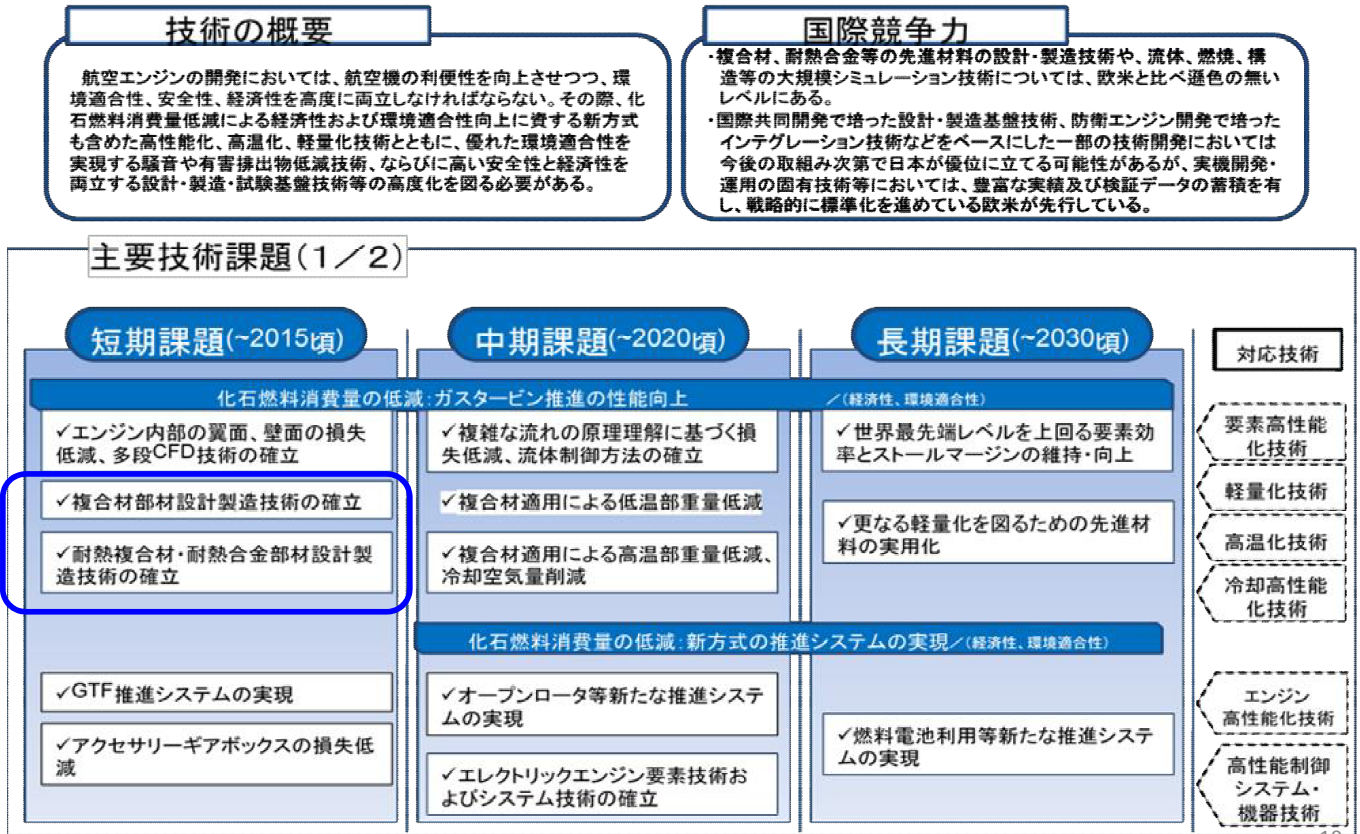 技術の概要
航空エンジンの開発においては、航空機の利便性を向上させつつ、環
境適合性、安全性、経済性を高度に両立しなければならない。その際、化
石燃料消費量低減による経済性および環境適合性向上に資する新方式
も含めた高性能化、高温化、軽量化技術とともに、優れた環境適合性を
実現する騒音や有害排出物低減技術、ならびに高い安全性と経済性を
両立する設計・製造・試験基盤技術等の高度化を図る必要がある。
国際競争力
・複合材、耐熱合金等の先進材料の設計・製造技術や、流体、燃焼、構
造等の大規模シミュレーション技術については、欧米と比べ遜色の無い
レベルにある。
・国際共同開発で培った設計・製造基盤技術、防衛エンジン開発で培った
インテグレーション技術などをベースにした一部の技術開発においては
今後の取組み次第で日本が優位に立てる可能性があるが、実機開発・
運用の固有技術等においては、豊富な実績及び検証データの蓄積を有
し、戦略的に標準化を進めている欧米が先行している。
主要技術課題(1／2)
短期課題(~2015頃)
中期課題(~2020頃)
長期課題(~2030頃)
対応技術
化石燃料消費量の低減:ガスタービン推進の性能向上 ／(経済性、環境適合性)
✓エンジン内部の翼面、壁面の損失
低減、多段CFD技術の確立
✓複合材部材設計製造技術の確立
✓耐熱複合材・耐熱合金部材設計製
造技術の確立
✓複雑な流れの原理理解に基づく損
失低減、流体制御方法の確立
✓複合材適用による低温部重量低減
✓複合材適用による高温部重量低減、
冷却空気量削減
✓世界最先端レベルを上回る要素効
率とストールマージンの維持・向上
✓更なる軽量化を図るための先進材
料の実用化
要素高性能
化技術
軽量化技術
高温化技術
冷却高性能
化技術
化石燃料消費量の低減:新方式の推進システムの実現／(経済性、環境適合性)
✓GTF推進システムの実現
✓アクセサリーギアボックスの損失低
減
✓オープンロータ等新たな推進システ
ムの実現
✓エレクトリックエンジン要素技術お
よびシステム技術の確立
✓燃料電池利用等新たな推進システ
ムの実現
エンジン
高性能化技術
高性能制御
システム・
機器技術